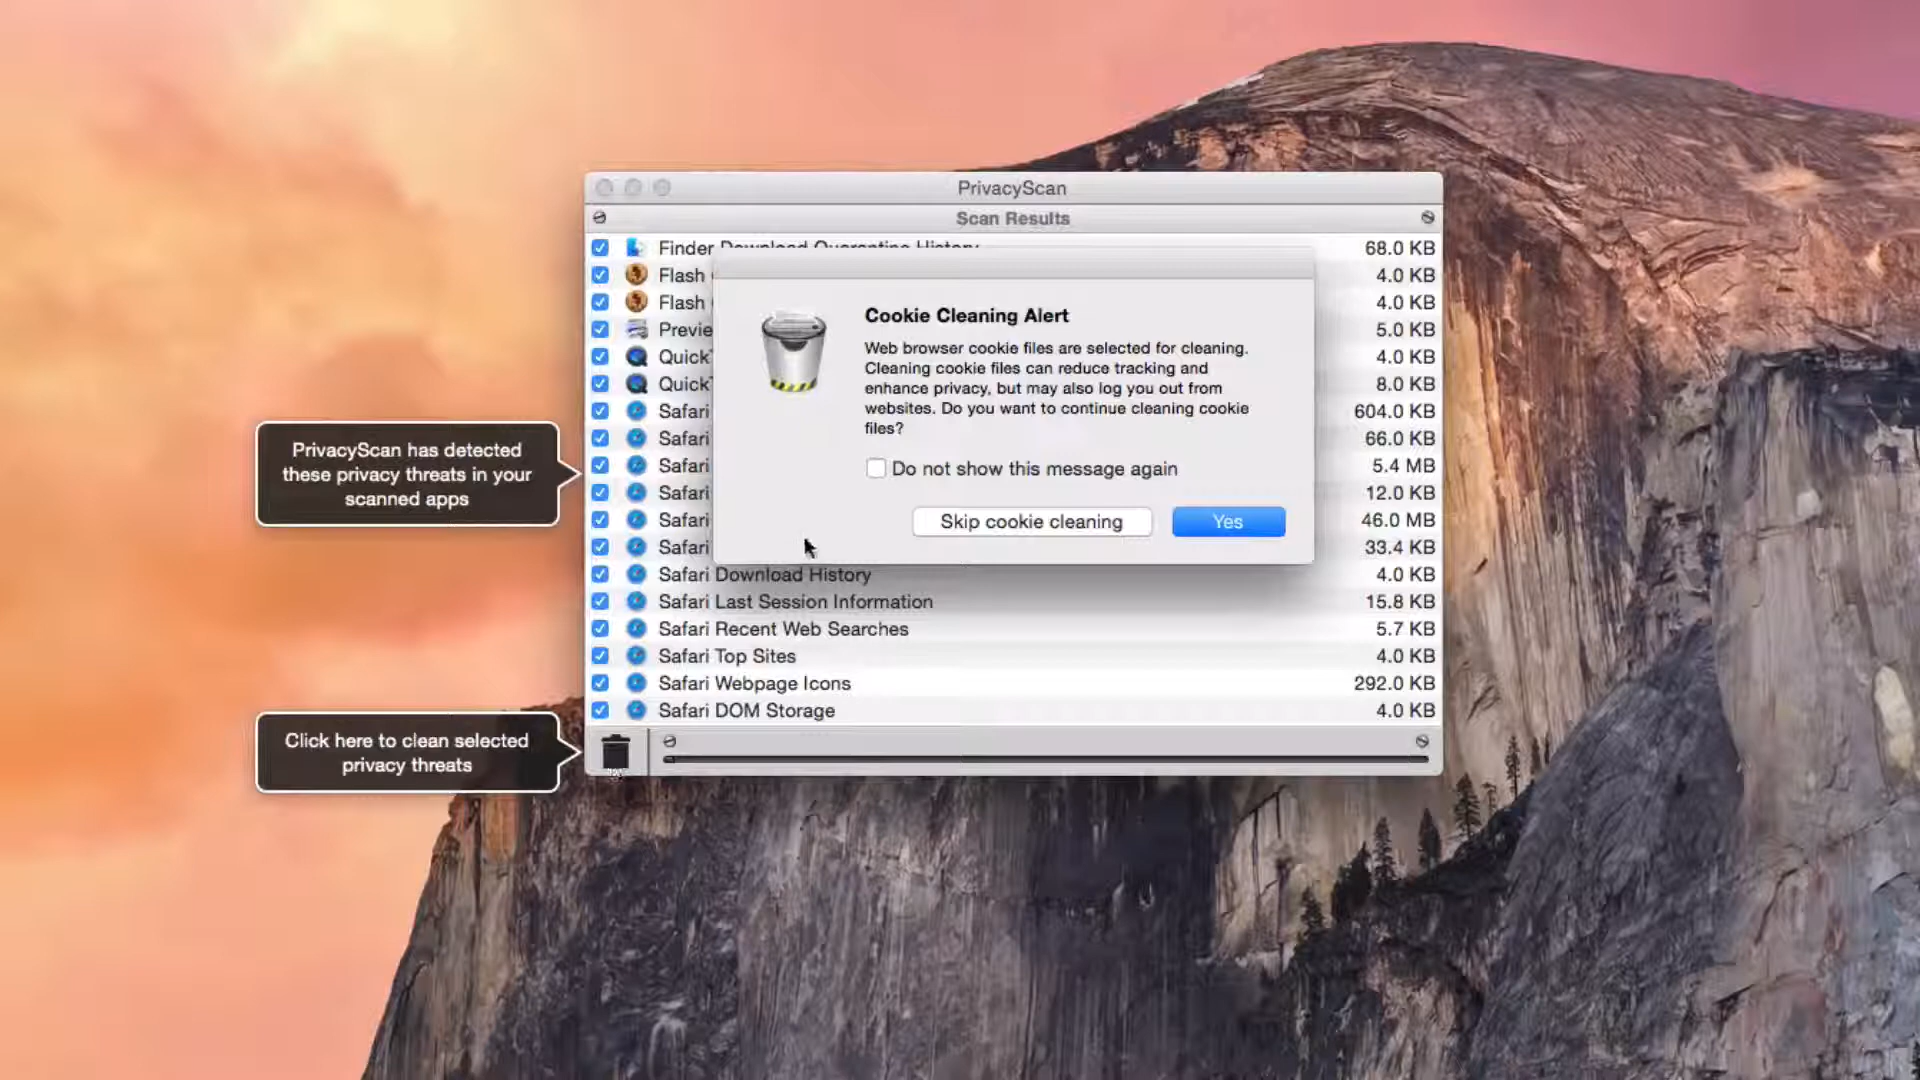 PrivacyScan
Scan Results
Finder Download Quarantine History 68.0 KB
Flash 4.0 KB
Flash 4.0 KB
Previe 5.0 KB
Quick 4.0 KB
Quick 8.0 KB
Safari 604.0 KB
Safari 66.0 KB
Safari 5.4 MB
Safari 12.0 KB
Safari 46.0 MB
Safari 33.4 KB
Safari Download History 4.0 KB
Safari Last Session Information 15.8 KB
Safari Recent Web Searches 5.7 KB
Safari Top Sites 4.0 KB
Safari Webpage Icons 292.0 KB
Safari DOM Storage 4.0 KB
Cookie Cleaning Alert
Web browser cookie files are selected for cleaning.
Cleaning cookie files can reduce tracking and
enhance privacy, but may also log you out from
websites. Do you want to continue cleaning cookie
files?
Do not show this message again
Skip cookie cleaning Yes
PrivacyScan has detected
these privacy threats in your
scanned apps
Click here to clean selected
privacy threats